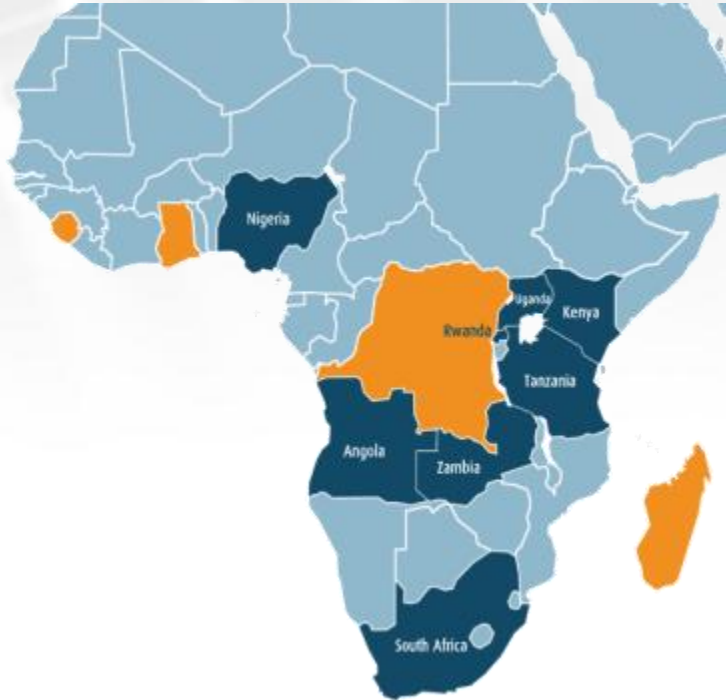 Nigeria
Uganda
Kenya
Rwanda
Tanzania
Angola
Zambia
South Africa